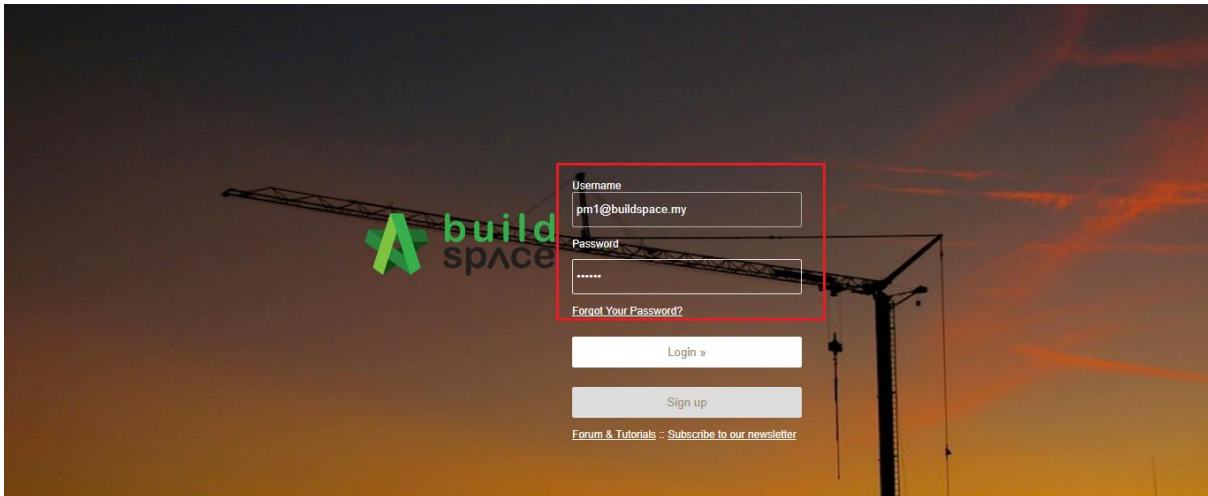 build
space
Username
pm1@buildspace.my
Password
••••••
Forgot Your Password?
Login »
Sign up
Forum & Tutorials :: Subscribe to our newsletter